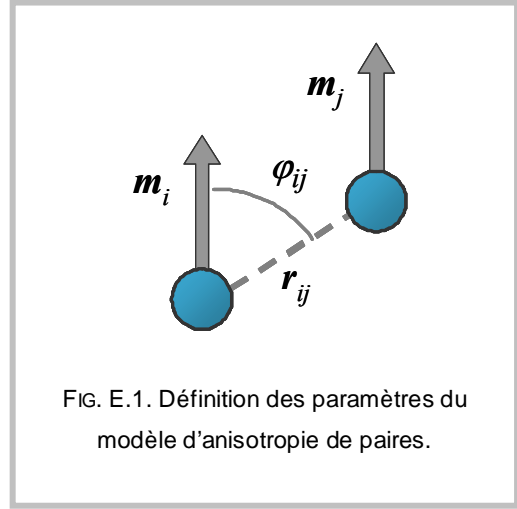 m_j
m_i
φ_ij
r_ij
FIG. E.1. Définition des paramètres du
modèle d'anisotropie de paires.